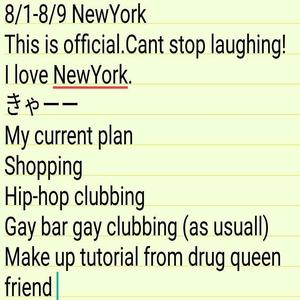 8/1-8/9 NewYork
This is official.Cant stop laughing!
I love NewYork.
きゃーー
My current plan
Shopping
Hip-hop clubbing
Gay bar gay clubbing (as usuall)
Make up tutorial from drug queen
friend